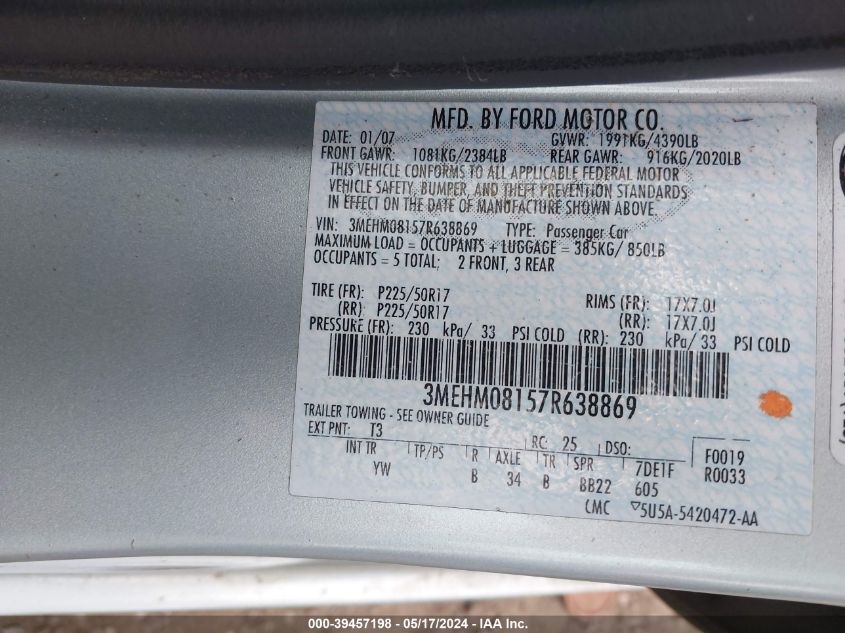 MFD. BY FORD MOTOR CO.
DATE: 01/07 GVWR: 1991KG/4390LB
FRONT GAWR: 1081KG/2384LB REAR GAWR: 916KG/2020LB
THIS VEHICLE CONFORMS TO ALL APPLICABLE FEDERAL MOTOR
VEHICLE SAFETY, BUMPER, AND THEFT PREVENTION STANDARDS
IN EFFECT ON THE DATE OF MANUFACTURE SHOWN ABOVE.
VIN: 3MEHM08157R638869 TYPE: Passenger Car
MAXIMUM LOAD = OCCUPANTS + LUGGAGE = 385KG/ 850LB
OCCUPANTS = 5 TOTAL: 2 FRONT, 3 REAR
TIRE (FR): P225/50R17 RIMS (FR): 17X7.0J
(RR) P225/50R17 (RR): 17X7.0J
PRESSURE (FR): 230 kPa/ 33 PSI COLD (RR): 230 kPa/ 33 PSI COLD
3MEHM08157R638869
TRAILER TOWING - SEE OWNER GUIDE
EXT PNT: T3 RC: 25 DSO: F0019
INT TR TP/PS R AXLE TR SPR 7DE1F R0033
YW B 34 B BB22 605
CMC 5U5A-5420472-AA
000-39457198 - 05/17/2024 - IAAI Inc.